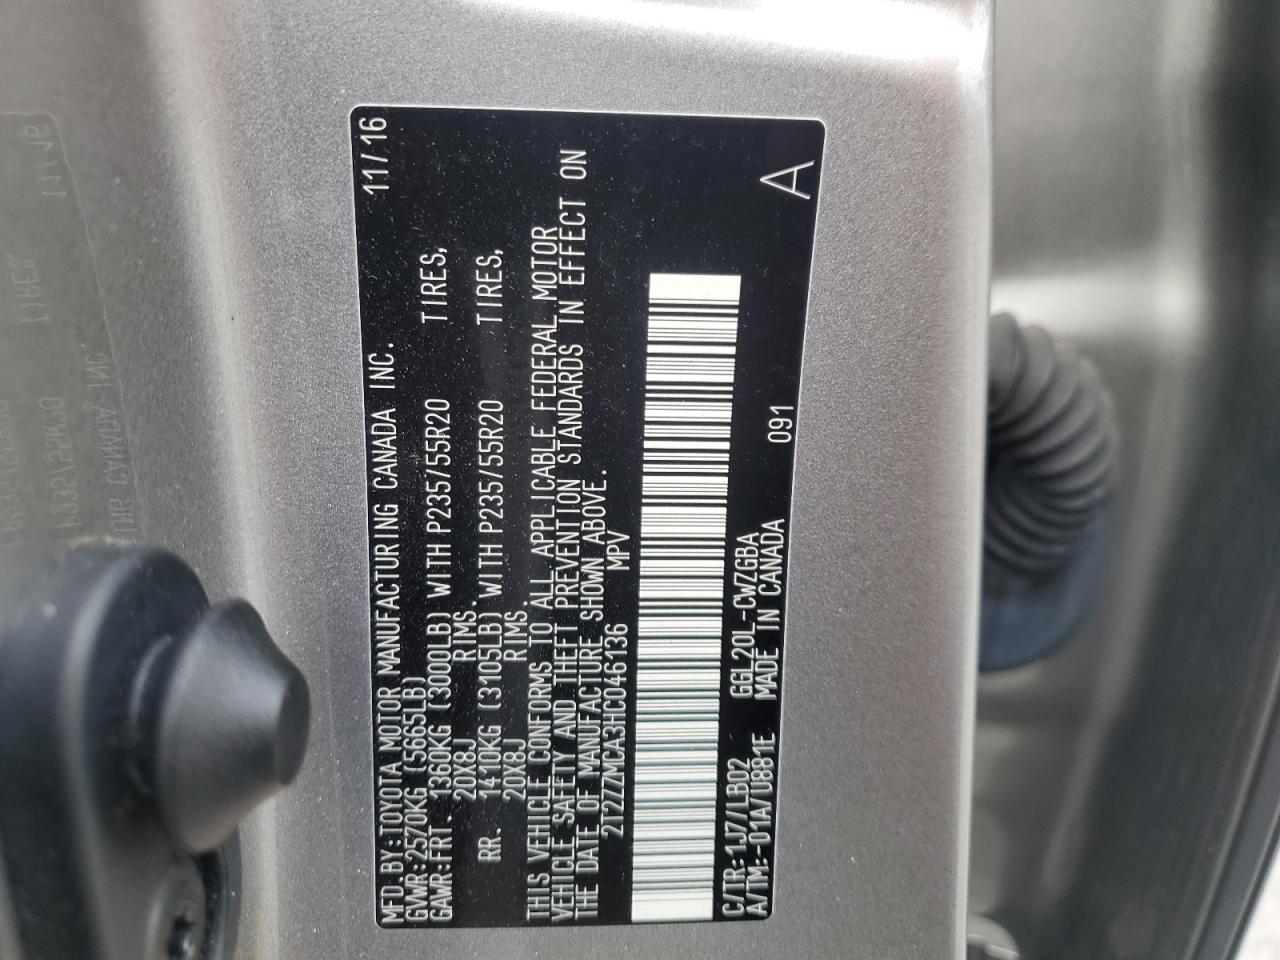 MFD.BY:TOYOTA MOTOR MANUFACTURING CANADA INC. 11/16
GVWR:2570KG (5665LB)
GAWR:FRT 1360KG (3000LB) WITH P235/55R20 TIRES,
20X8J RIMS.
RR. 1410KG (3105LB) WITH P235/55R20 TIRES,
20X8J RIMS.
THIS VEHICLE CONFORMS TO ALL APPLICABLE FEDERAL MOTOR
VEHICLE SAFETY AND THEFT PREVENTION STANDARDS IN EFFECT ON
THE DATE OF MANUFACTURE SHOWN ABOVE.
2T2ZZMCA3HC046136 MPV
C/TR:1J7/LB02 GGL20L-CWZGBA
A/TM:-01A/U881E MADE IN CANADA 091
A